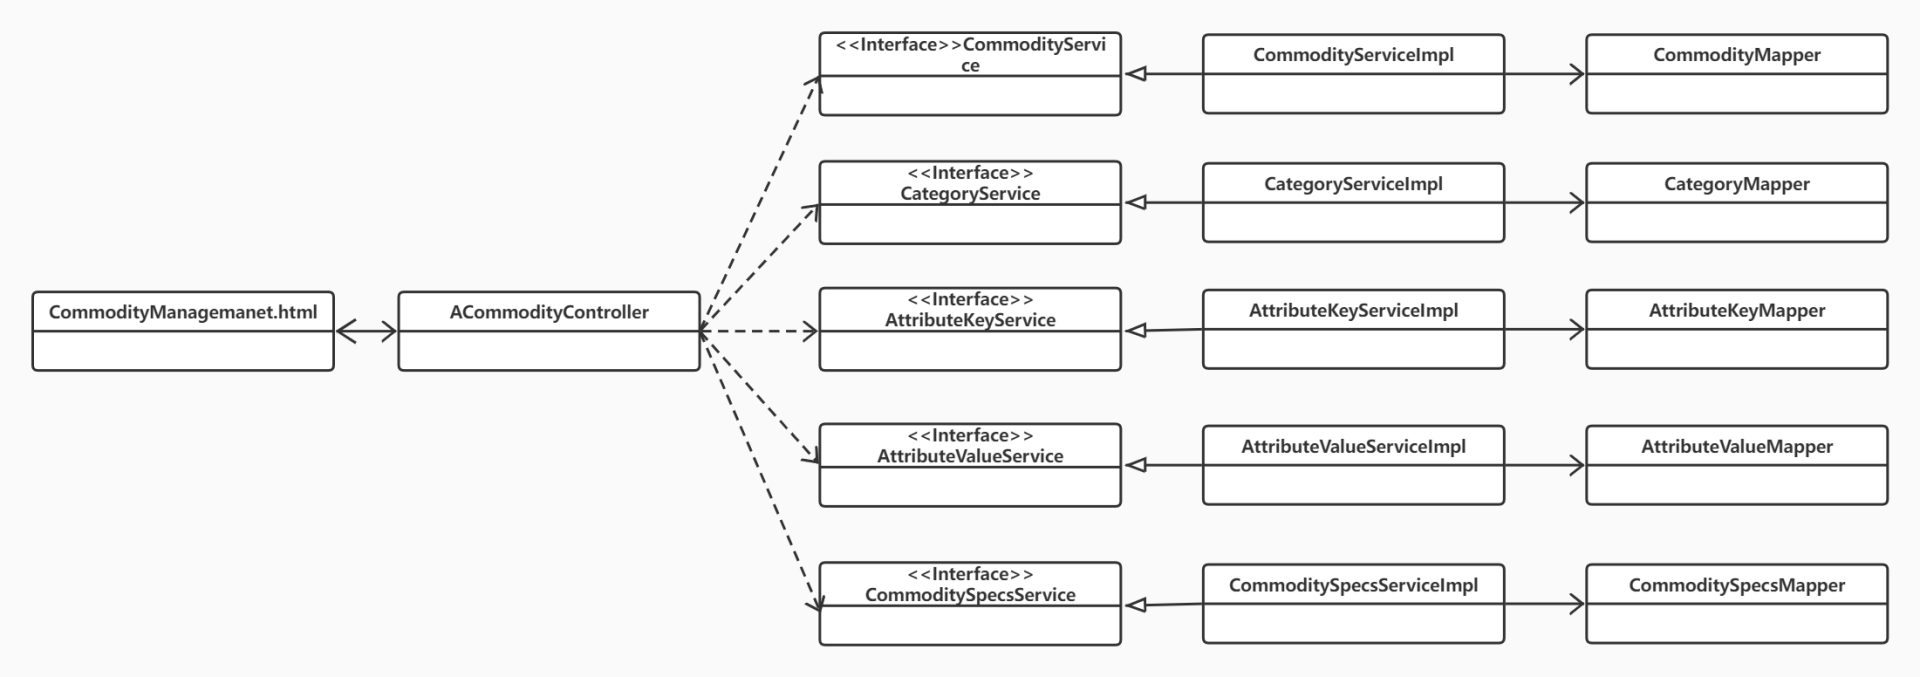 <<Interface>>CommodityServi
ce
CommodityServiceImpl
CommodityMapper
<<Interface>>
CategoryService
CategoryServiceImpl
CategoryMapper
CommodityManagemanet.html
ACommodityController
<<Interface>>
AttributeKeyService
AttributeKeyServiceImpl
AttributeKeyMapper
<<Interface>>
AttributeValueService
AttributeValueServiceImpl
AttributeValueMapper
<<Interface>>
CommoditySpecsService
CommoditySpecsServiceImpl
CommoditySpecsMapper